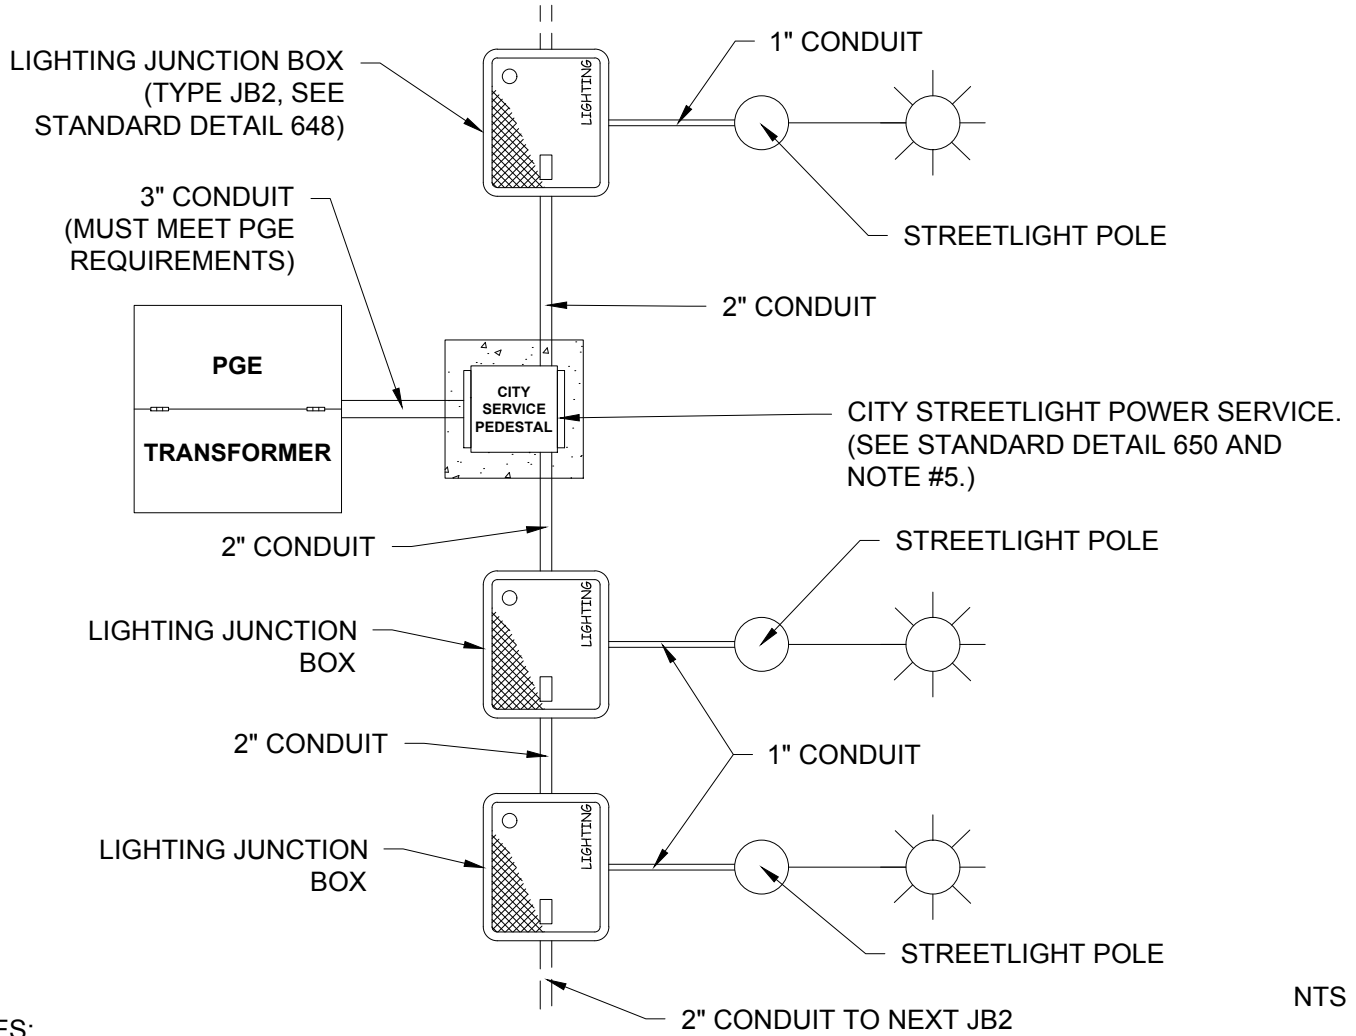 1" CONDUIT
LIGHTING JUNCTION BOX
(TYPE JB2, SEE
STANDARD DETAIL 648)
LIGHTING
3" CONDUIT
(MUST MEET PGE
REQUIREMENTS)
STREETLIGHT POLE
2" CONDUIT
PGE
TRANSFORMER
CITY
SERVICE
PEDESTAL
CITY STREETLIGHT POWER SERVICE.
(SEE STANDARD DETAIL 650 AND
NOTE #5.)
2" CONDUIT
STREETLIGHT POLE
LIGHTING
LIGHTING JUNCTION
BOX
2" CONDUIT
1" CONDUIT
LIGHTING
LIGHTING JUNCTION
BOX
STREETLIGHT POLE
NTS
2" CONDUIT TO NEXT JB2